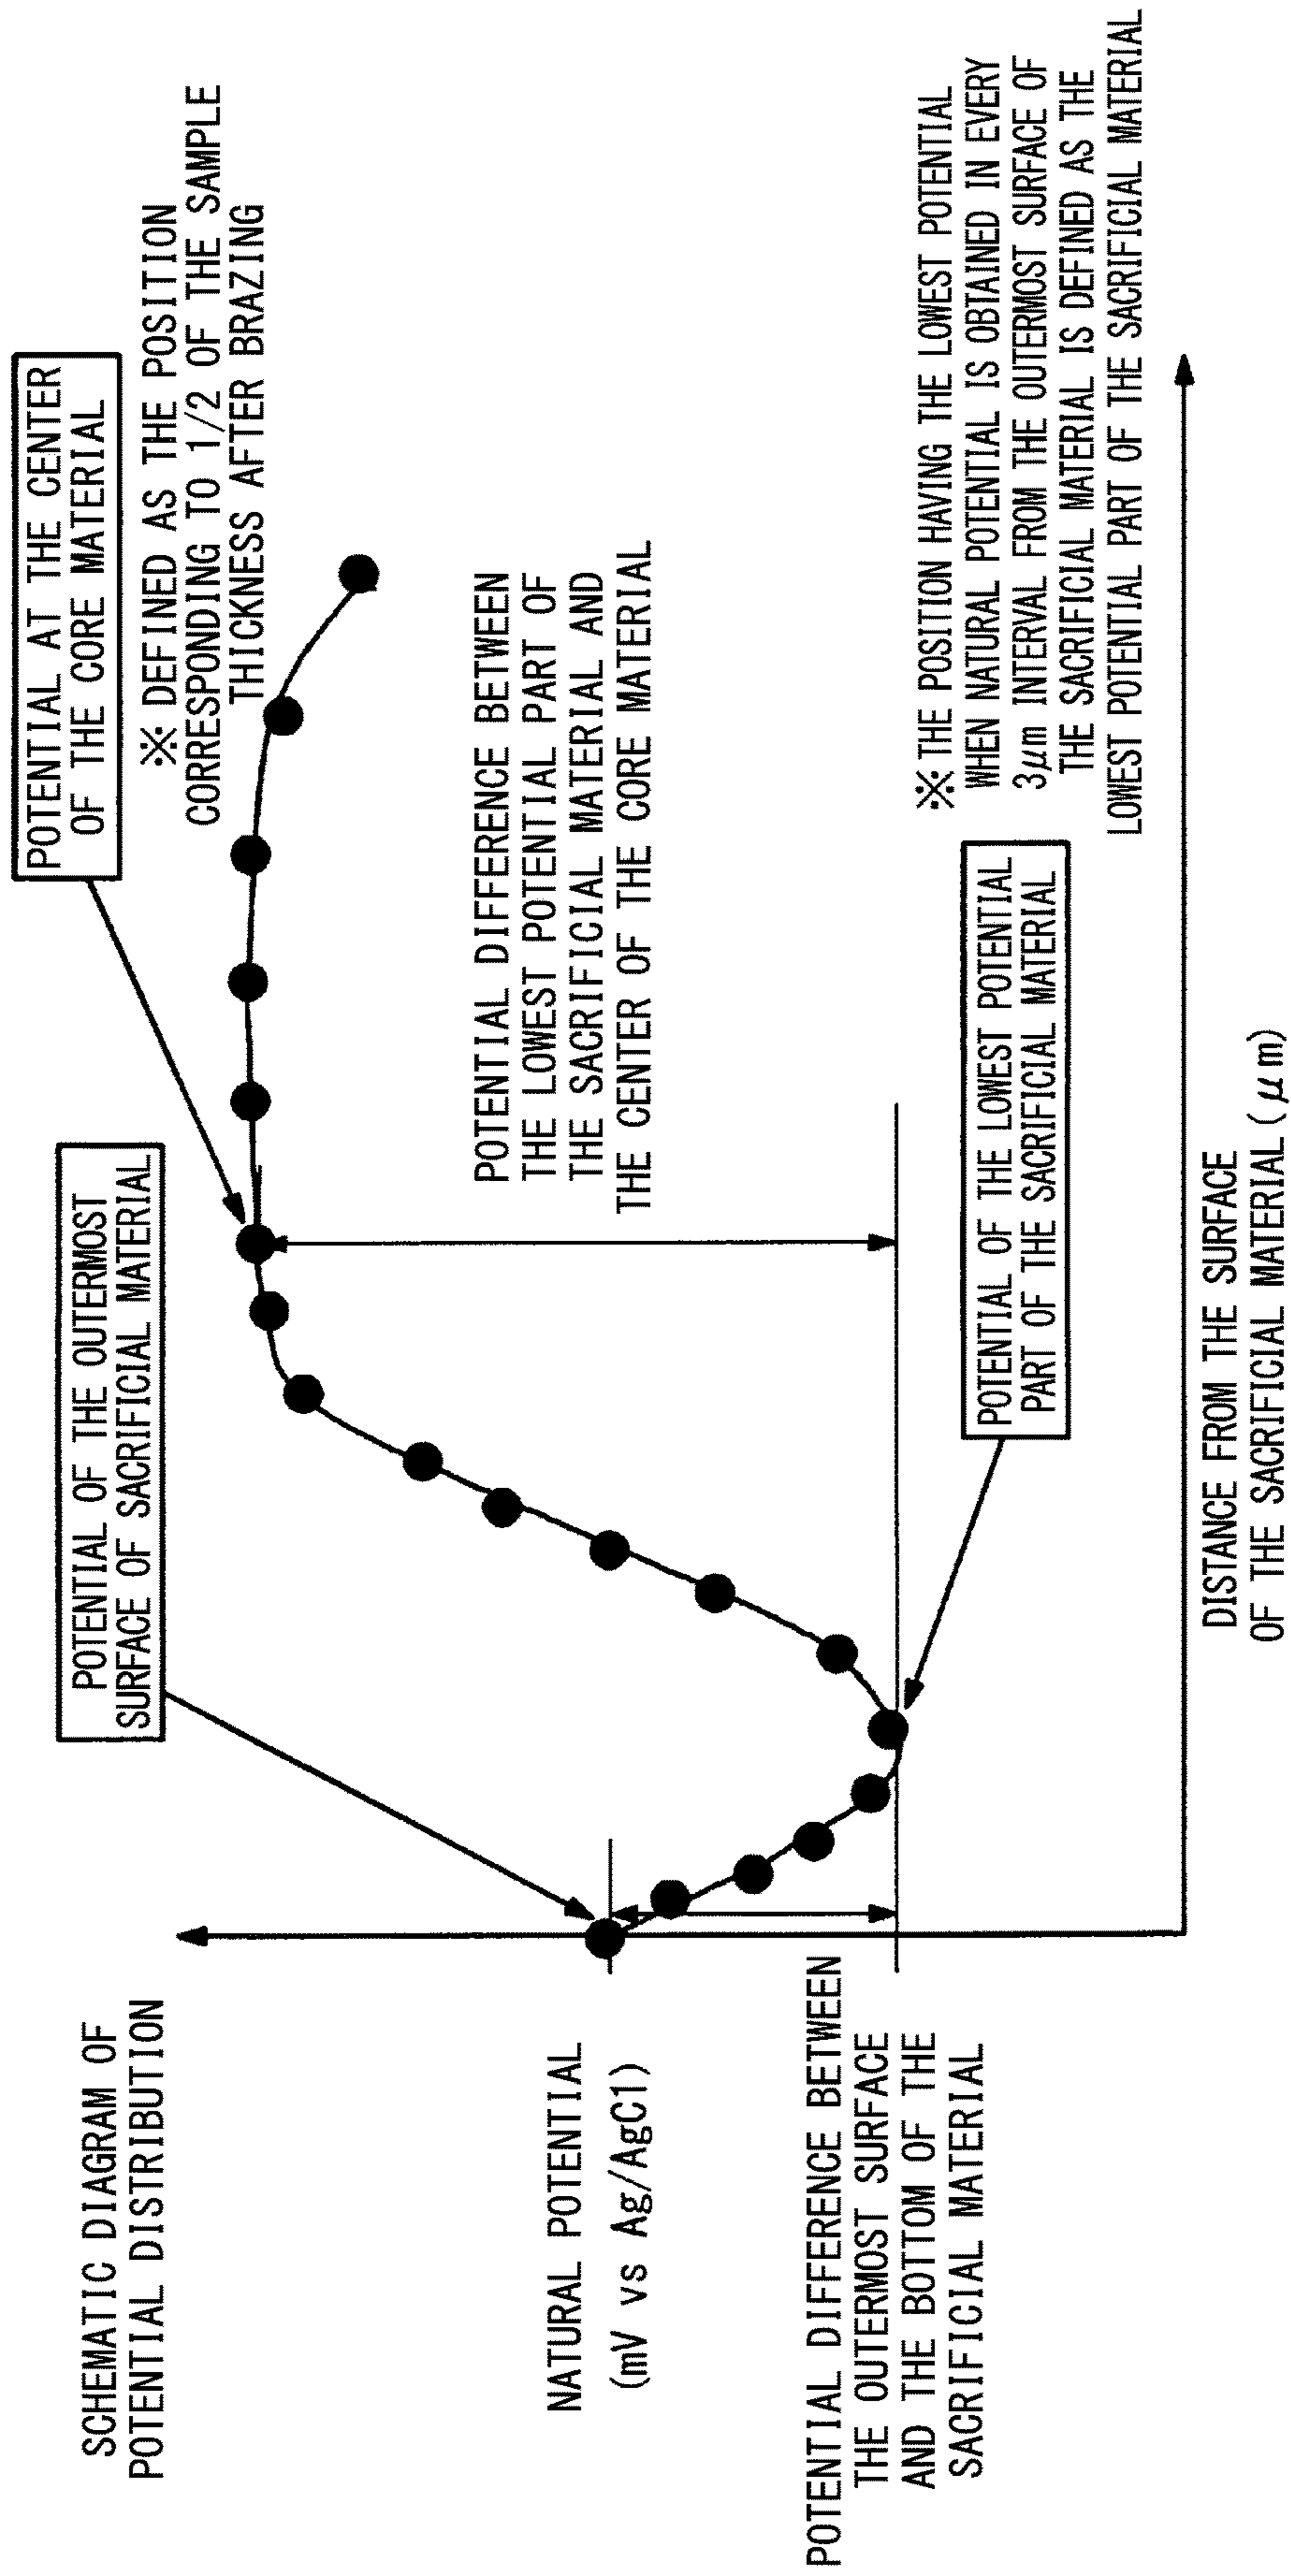 SCHEMATIC DIAGRAM OF
POTENTIAL DISTRIBUTION
POTENTIAL OF THE OUTERMOST
SURFACE OF SACRIFICIAL MATERIAL
POTENTIAL AT THE CENTER
OF THE CORE MATERIAL
※ DEFINED AS THE POSITION
CORRESPONDING TO 1/2 OF THE SAMPLE
THICKNESS AFTER BRAZING
NATURAL POTENTIAL
(mV vs Ag/AgCl)
POTENTIAL DIFFERENCE BETWEEN
THE LOWEST POTENTIAL PART OF
THE SACRIFICIAL MATERIAL AND
THE CENTER OF THE CORE MATERIAL
POTENTIAL DIFFERENCE BETWEEN
THE OUTERMOST SURFACE
AND THE BOTTOM OF THE
SACRIFICIAL MATERIAL
POTENTIAL OF THE LOWEST POTENTIAL
PART OF THE SACRIFICIAL MATERIAL
※ THE POSITION HAVING THE LOWEST POTENTIAL
WHEN NATURAL POTENTIAL IS OBTAINED IN EVERY
3μm INTERVAL FROM THE OUTERMOST SURFACE OF
THE SACRIFICIAL MATERIAL IS DEFINED AS THE
LOWEST POTENTIAL PART OF THE SACRIFICIAL MATERIAL
DISTANCE FROM THE SURFACE
OF THE SACRIFICIAL MATERIAL (μm)